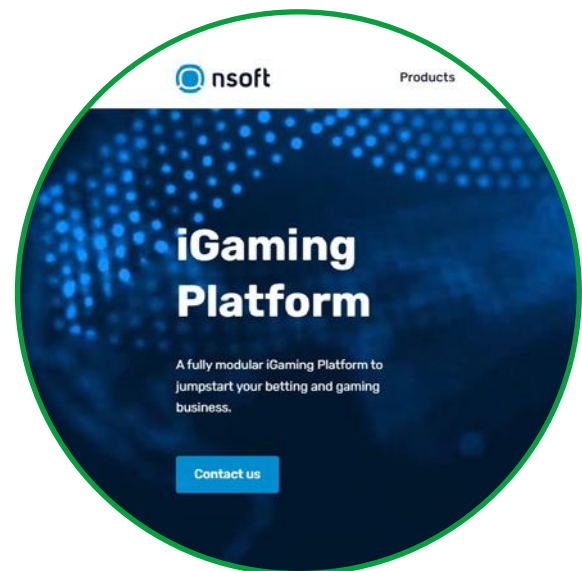 nsoft
Products
iGaming
Platform
A fully modular iGaming Platform to
jumpstart your betting and gaming
business.
Contact us